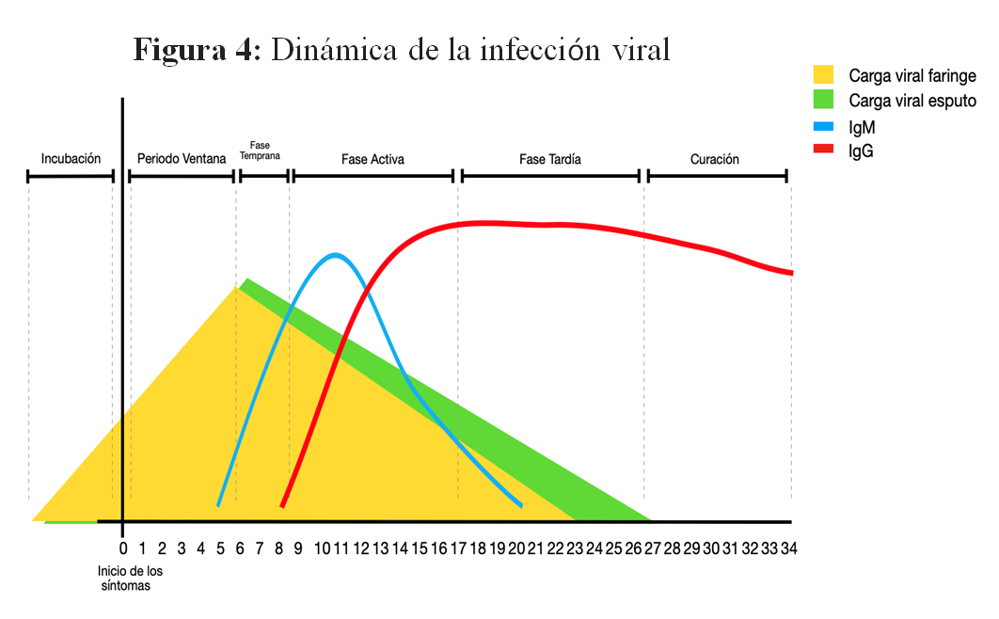 Figura 4: Dinámica de la infección viral
Carga viral faringe
Carga viral esputo
IgM
IgG
Incubación
Periodo Ventana
Fase
Temprana
Fase Activa
Fase Tardía
Curación
0 1 2 3 4 5 6 7 8 9 10 11 12 13 14 15 16 17 18 19 20 21 22 23 24 25 26 27 28 29 30 31 32 33 34
Inicio de los
síntomas